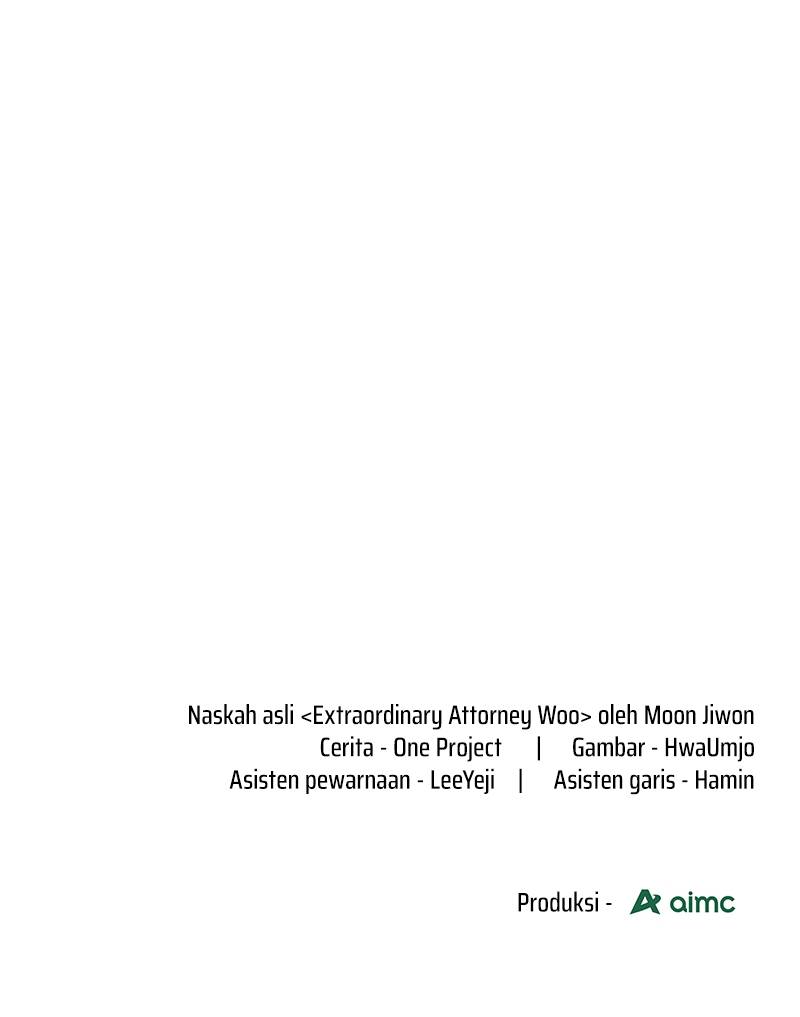 Naskah asli <Extraordinary Attorney Woo> oleh Moon Jiwon
Cerita - One Project | Gambar - HwaUmjo
Asisten pewarnaan - LeeYeji | Asisten garis - Hamin
Produksi - aimc